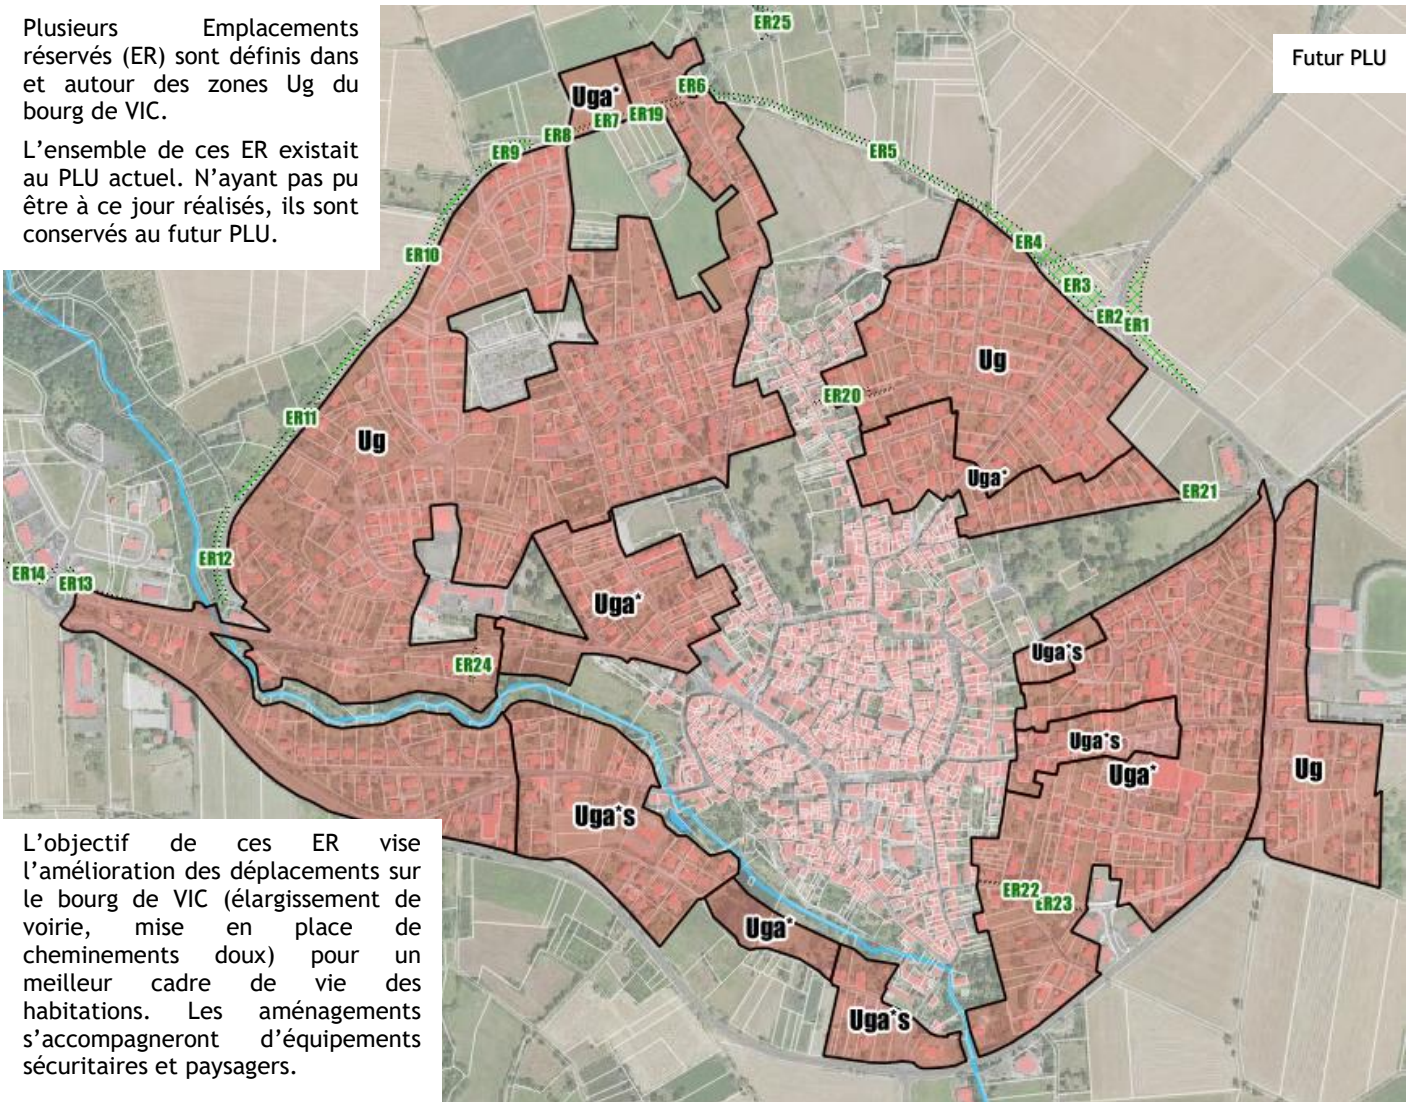 Plusieurs Emplacements
réservés (ER) sont définis dans
et autour des zones Ug du
bourg de VIC.
L'ensemble de ces ER existait
au PLU actuel. N'ayant pas pu
être à ce jour réalisés, ils sont
conservés au futur PLU.
Futur PLU
ER25
Uga*
ER6
ER19
ER7
ER8
ER9
ER5
ER10
ER4
ER3
ER2
ER1
Ug
ER20
ER11
Ug
Uga*
ER21
ER12
ER14
ER13
Uga*
ER24
Uga*s
Uga*s
Uga*
Ug
Uga*s
ER22
ER23
Uga*
Uga*s
L'objectif de ces ER vise
l'amélioration des déplacements sur
le bourg de VIC (élargissement de
voirie, mise en place de
cheminements doux) pour un
meilleur cadre de vie des
habitations. Les aménagements
s'accompagneront d'équipements
sécuritaires et paysagers.